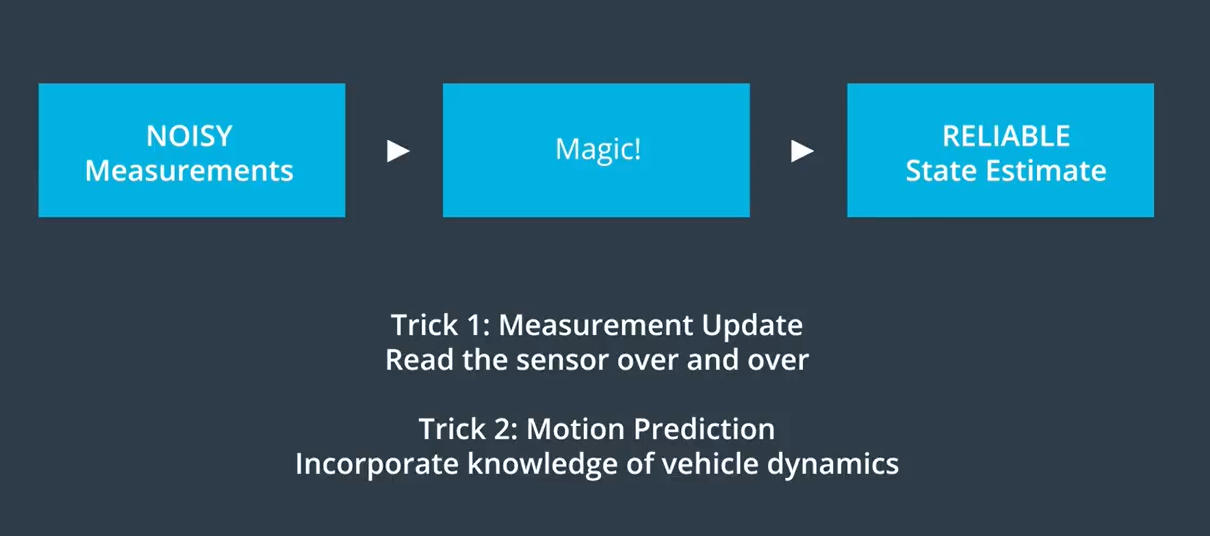 NOISY
Measurements
Magic!
RELIABLE
State Estimate
Trick 1: Measurement Update
Read the sensor over and over
Trick 2: Motion Prediction
Incorporate knowledge of vehicle dynamics